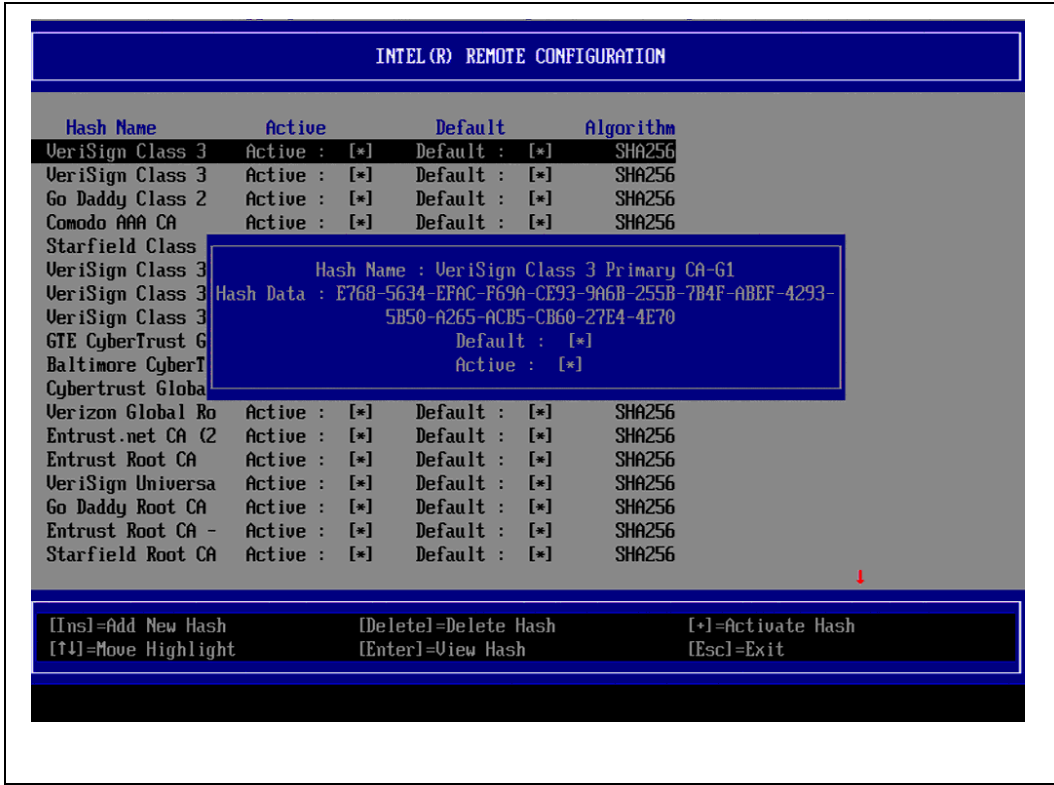 INTEL(R) REMOTE CONFIGURATION
Hash Name Active Default Algorithm
VeriSign Class 3 Active : [*] Default : [*] SHA256
VeriSign Class 3 Active : [*] Default : [*] SHA256
Go Daddy Class 2 Active : [*] Default : [*] SHA256
Comodo AAA CA Active : [*] Default : [*] SHA256
Starfield Class
VeriSign Class 3
VeriSign Class 3
VeriSign Class 3
GTE CyberTrust G
Baltimore CyberT
Cybertrust Globa
Hash Name : VeriSign Class 3 Primary CA-G1
Hash Data : E768-5634-EFAC-F69A-CE93-9A6B-255B-7B4F-ABEF-4293-
5B50-A265-ACB5-CB60-27E4-4E70
Default : [*]
Active : [*]
Verizon Global Ro Active : [*] Default : [*] SHA256
Entrust.net CA (2 Active : [*] Default : [*] SHA256
Entrust Root CA Active : [*] Default : [*] SHA256
VeriSign Universa Active : [*] Default : [*] SHA256
Go Daddy Root CA Active : [*] Default : [*] SHA256
Entrust Root CA - Active : [*] Default : [*] SHA256
Starfield Root CA Active : [*] Default : [*] SHA256
↓
[Ins]=Add New Hash [Delete]=Delete Hash [+]=Activate Hash
[↑↓]=Move Highlight [Enter]=View Hash [Esc]=Exit